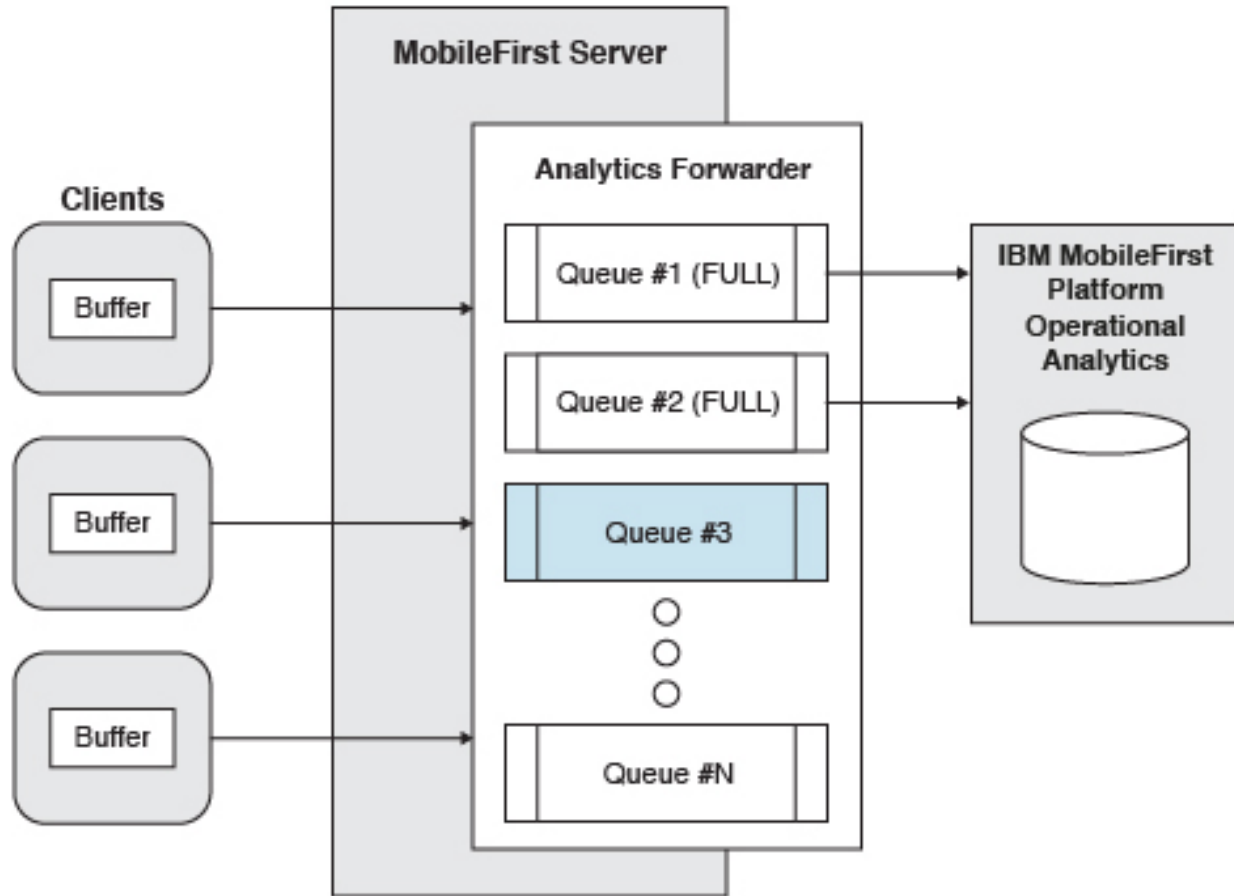 MobileFirst Server
Analytics Forwarder
Clients
Buffer
Buffer
Buffer
Queue #1 (FULL)
Queue #2 (FULL)
Queue #3
Queue #N
IBM MobileFirst
Platform
Operational
Analytics